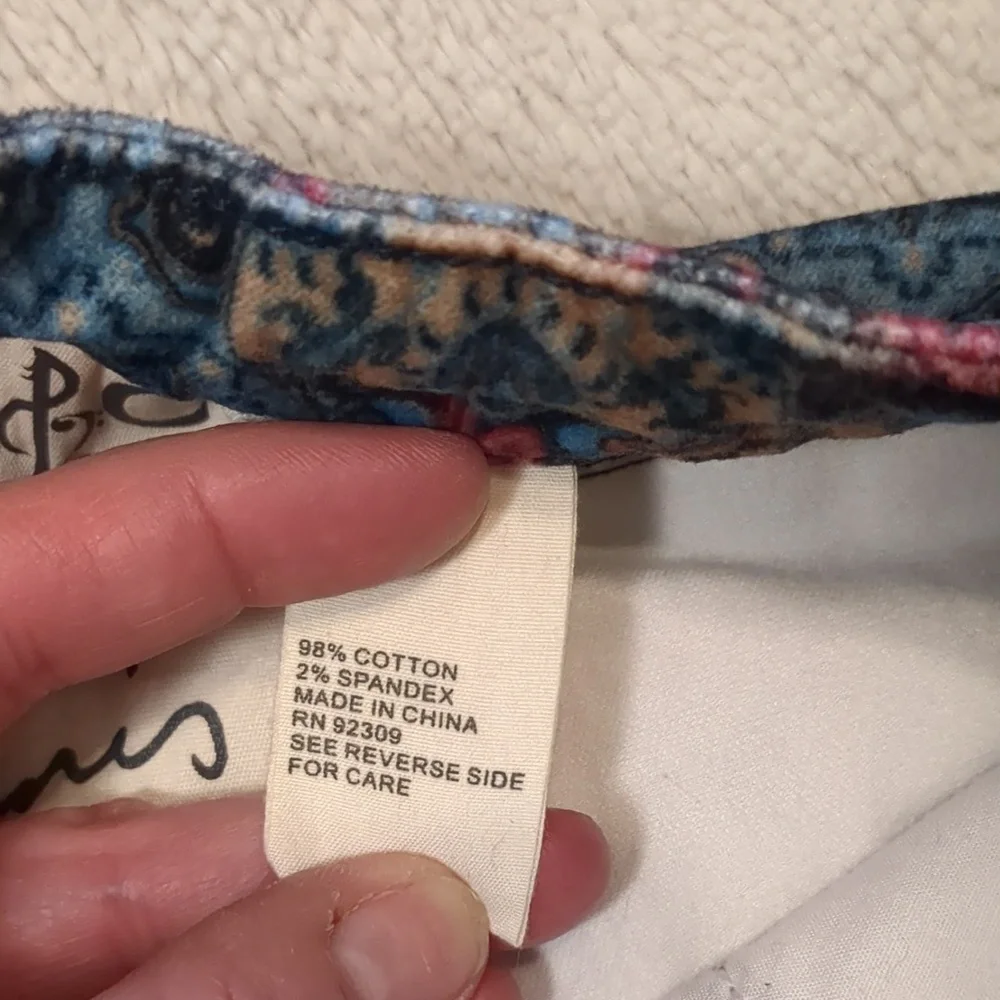 98% COTTON
2% SPANDEX
MADE IN CHINA
RN 92309
SEE REVERSE SIDE
FOR CARE